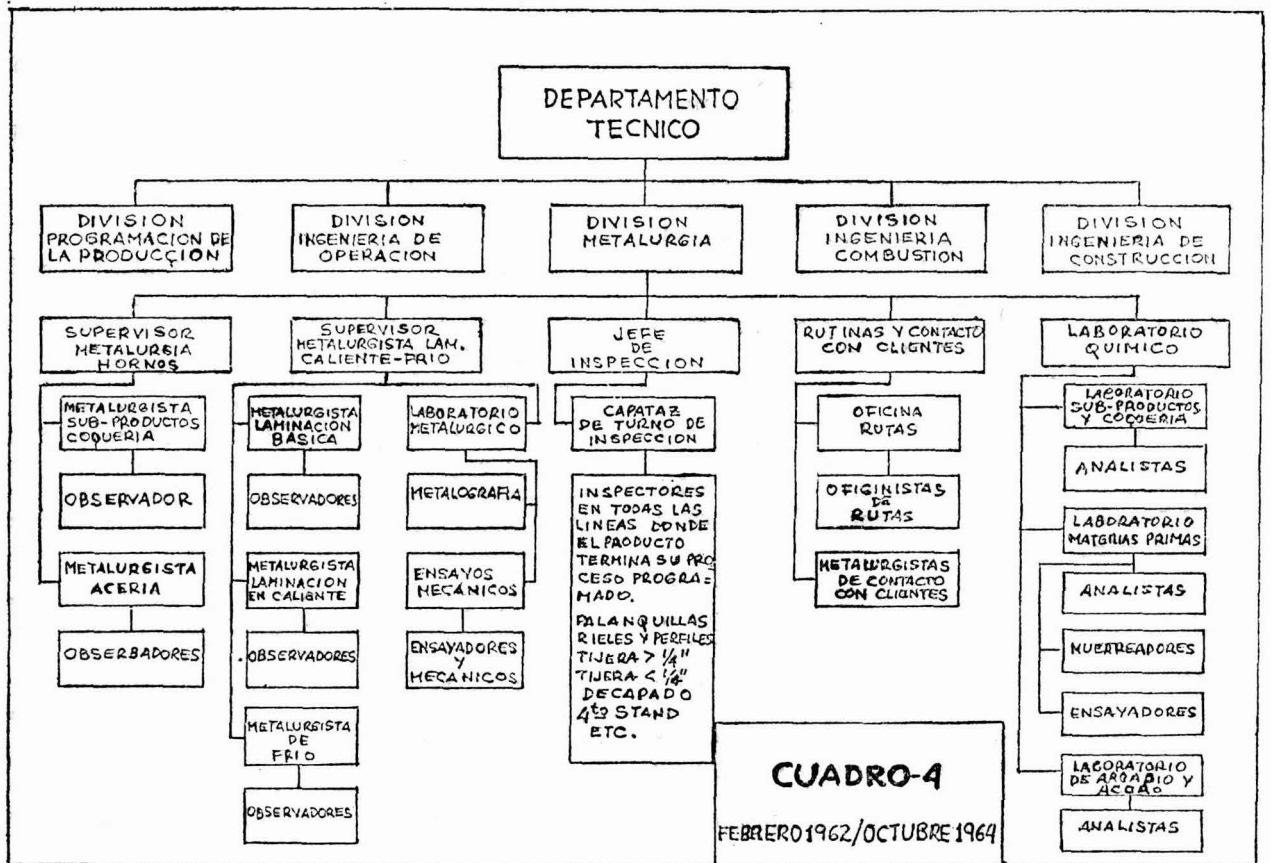 DEPARTAMENTO
TECNICO
DIVISION
PROGRAMACION DE
LA PRODUCCION
DIVISION
INGENIERIA DE
OPERACION
DIVISION
METALURGIA
DIVISION
INGENIERIA
COMBUSTION
DIVISION
INGENIERIA DE
CONSTRUCCION
SUPERVISOR
METALURGIA
HORNOS
SUPERVISOR
METALURGISTA LAM.
CALIENTE-FRIO
JEFE
DE
INSPECCION
RUTINAS Y CONTACTO
CON CLIENTES
LABORATORIO
QUIMICO
METALURGISTA
SUB-PRODUCTOS
COQUERIA
OBSERVADOR
METALURGISTA
ACERIA
OBSERBADORES
METALURGISTA
LAMINACION
BASICA
OBSERVADORES
METALURGISTA
LAMINACION
EN CALIENTE
OBSERVADORES
METALURGISTA
DE
FRIO
OBSERVADORES
LABORATORIO
METALURGICO
METALOGRAFIA
ENSAYOS
MECÁNICOS
ENSAYADORES
Y
MECANICOS
CAPATAZ
DE TURNO DE
INSPECCION
INSPECTORES
EN TODAS LAS
LINEAS DONDE
EL PRODUCTO
TERMINA SU PRO
CESO PROGRA=
MADO.
PALANQUILLAS
RIELES Y PERFILES
TIJERA > 1/4"
TIJERA < 1/4"
DECAPADO
4to STAND
ETC.
OFICINA
RUTAS
OFICINISTAS
DE
RUTAS
METALURGISTAS
DE CONTACTO
CON CLIENTES
LABORATORIO
SUB-PRODUCTOS
Y COQUERIA
ANALISTAS
LABORATORIO
MATERIAS PRIMAS
ANALISTAS
MUERTREADORES
ENSAYADORES
LABORATORIO
DE ARRABIO Y
ACERO
ANALISTAS
CUADRO-4
FEBRERO 1962/OCTUBRE 1964